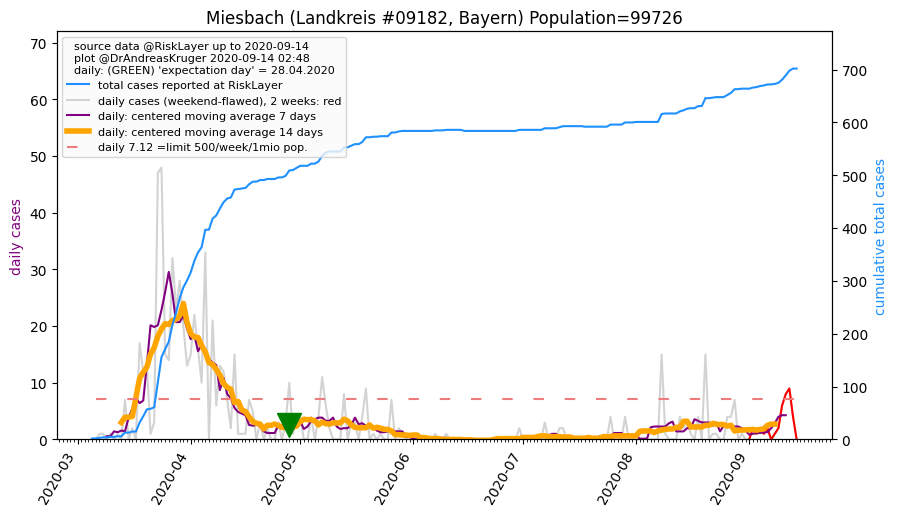 Miesbach (Landkreis #09182, Bayern) Population=99726
source data @RiskLayer up to 2020-09-14
plot @DrAndreasKruger 2020-09-14 02:48
daily: (GREEN) 'expectation day' = 28.04.2020
total cases reported at RiskLayer
daily cases (weekend-flawed), 2 weeks: red
daily: centered moving average 7 days
daily: centered moving average 14 days
daily 7.12 =limit 500/week/1mio pop.
daily cases
70
60
50
40
30
20
10
0
cumulative total cases
700
600
500
400
300
200
100
0
2020-03
2020-04
2020-05
2020-06
2020-07
2020-08
2020-09